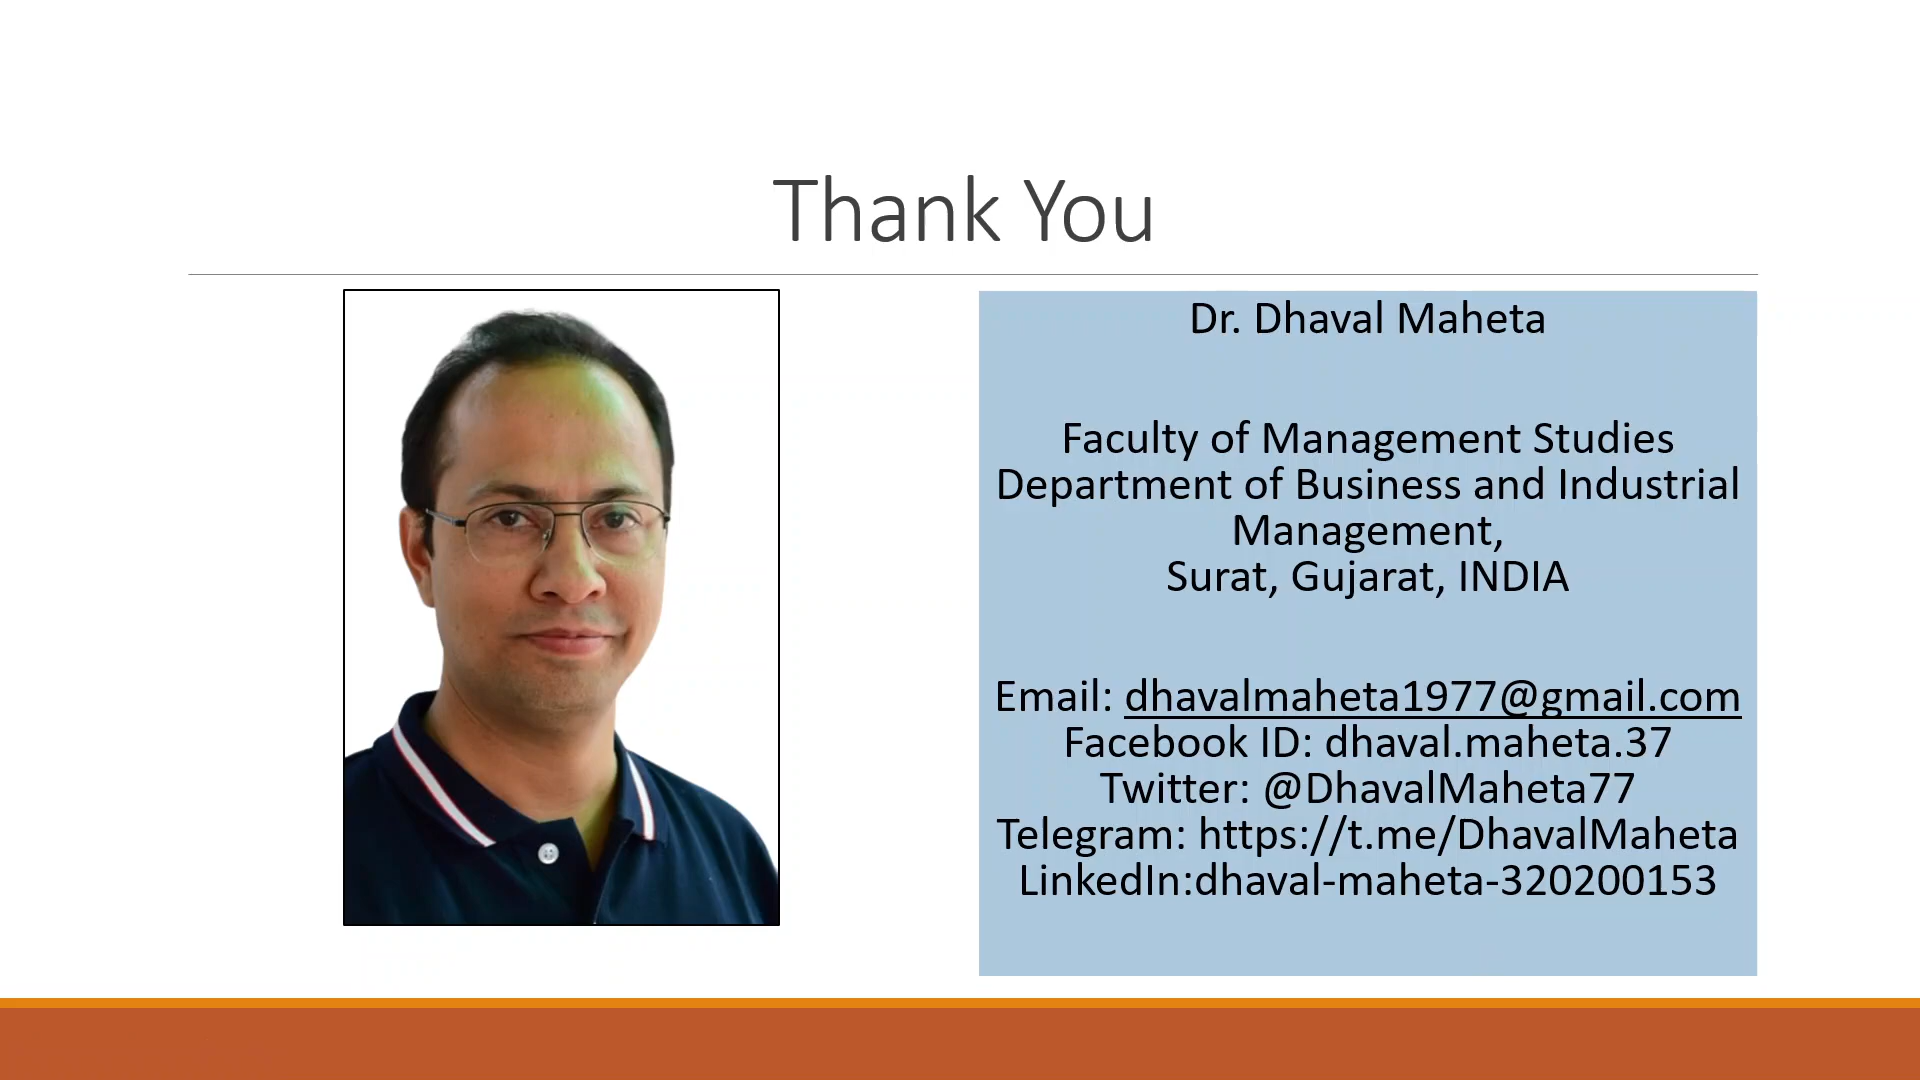 Thank You
Dr. Dhaval Maheta
Faculty of Management Studies
Department of Business and Industrial
Management,
Surat, Gujarat, INDIA
Email: dhavalmaheta1977@gmail.com
Facebook ID: dhaval.maheta.37
Twitter: @DhavalMaheta77
Telegram: https://t.me/DhavalMaheta
LinkedIn:dhaval-maheta-320200153